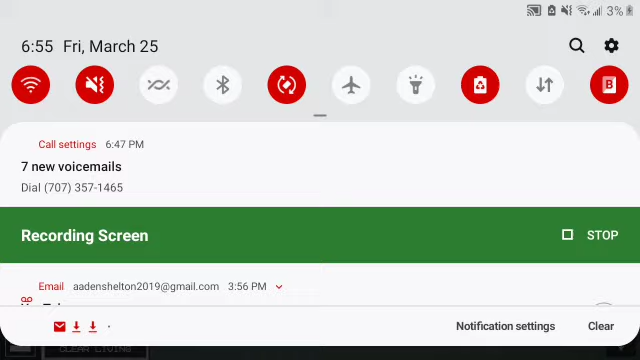 3%
6:55 Fri, March 25
B
Call settings 6:47 PM
7 new voicemails
Dial (707) 357-1465
Recording Screen
STOP
Email aadenshelton2019@gmail.com 3:56 PM
Notification settings
Clear